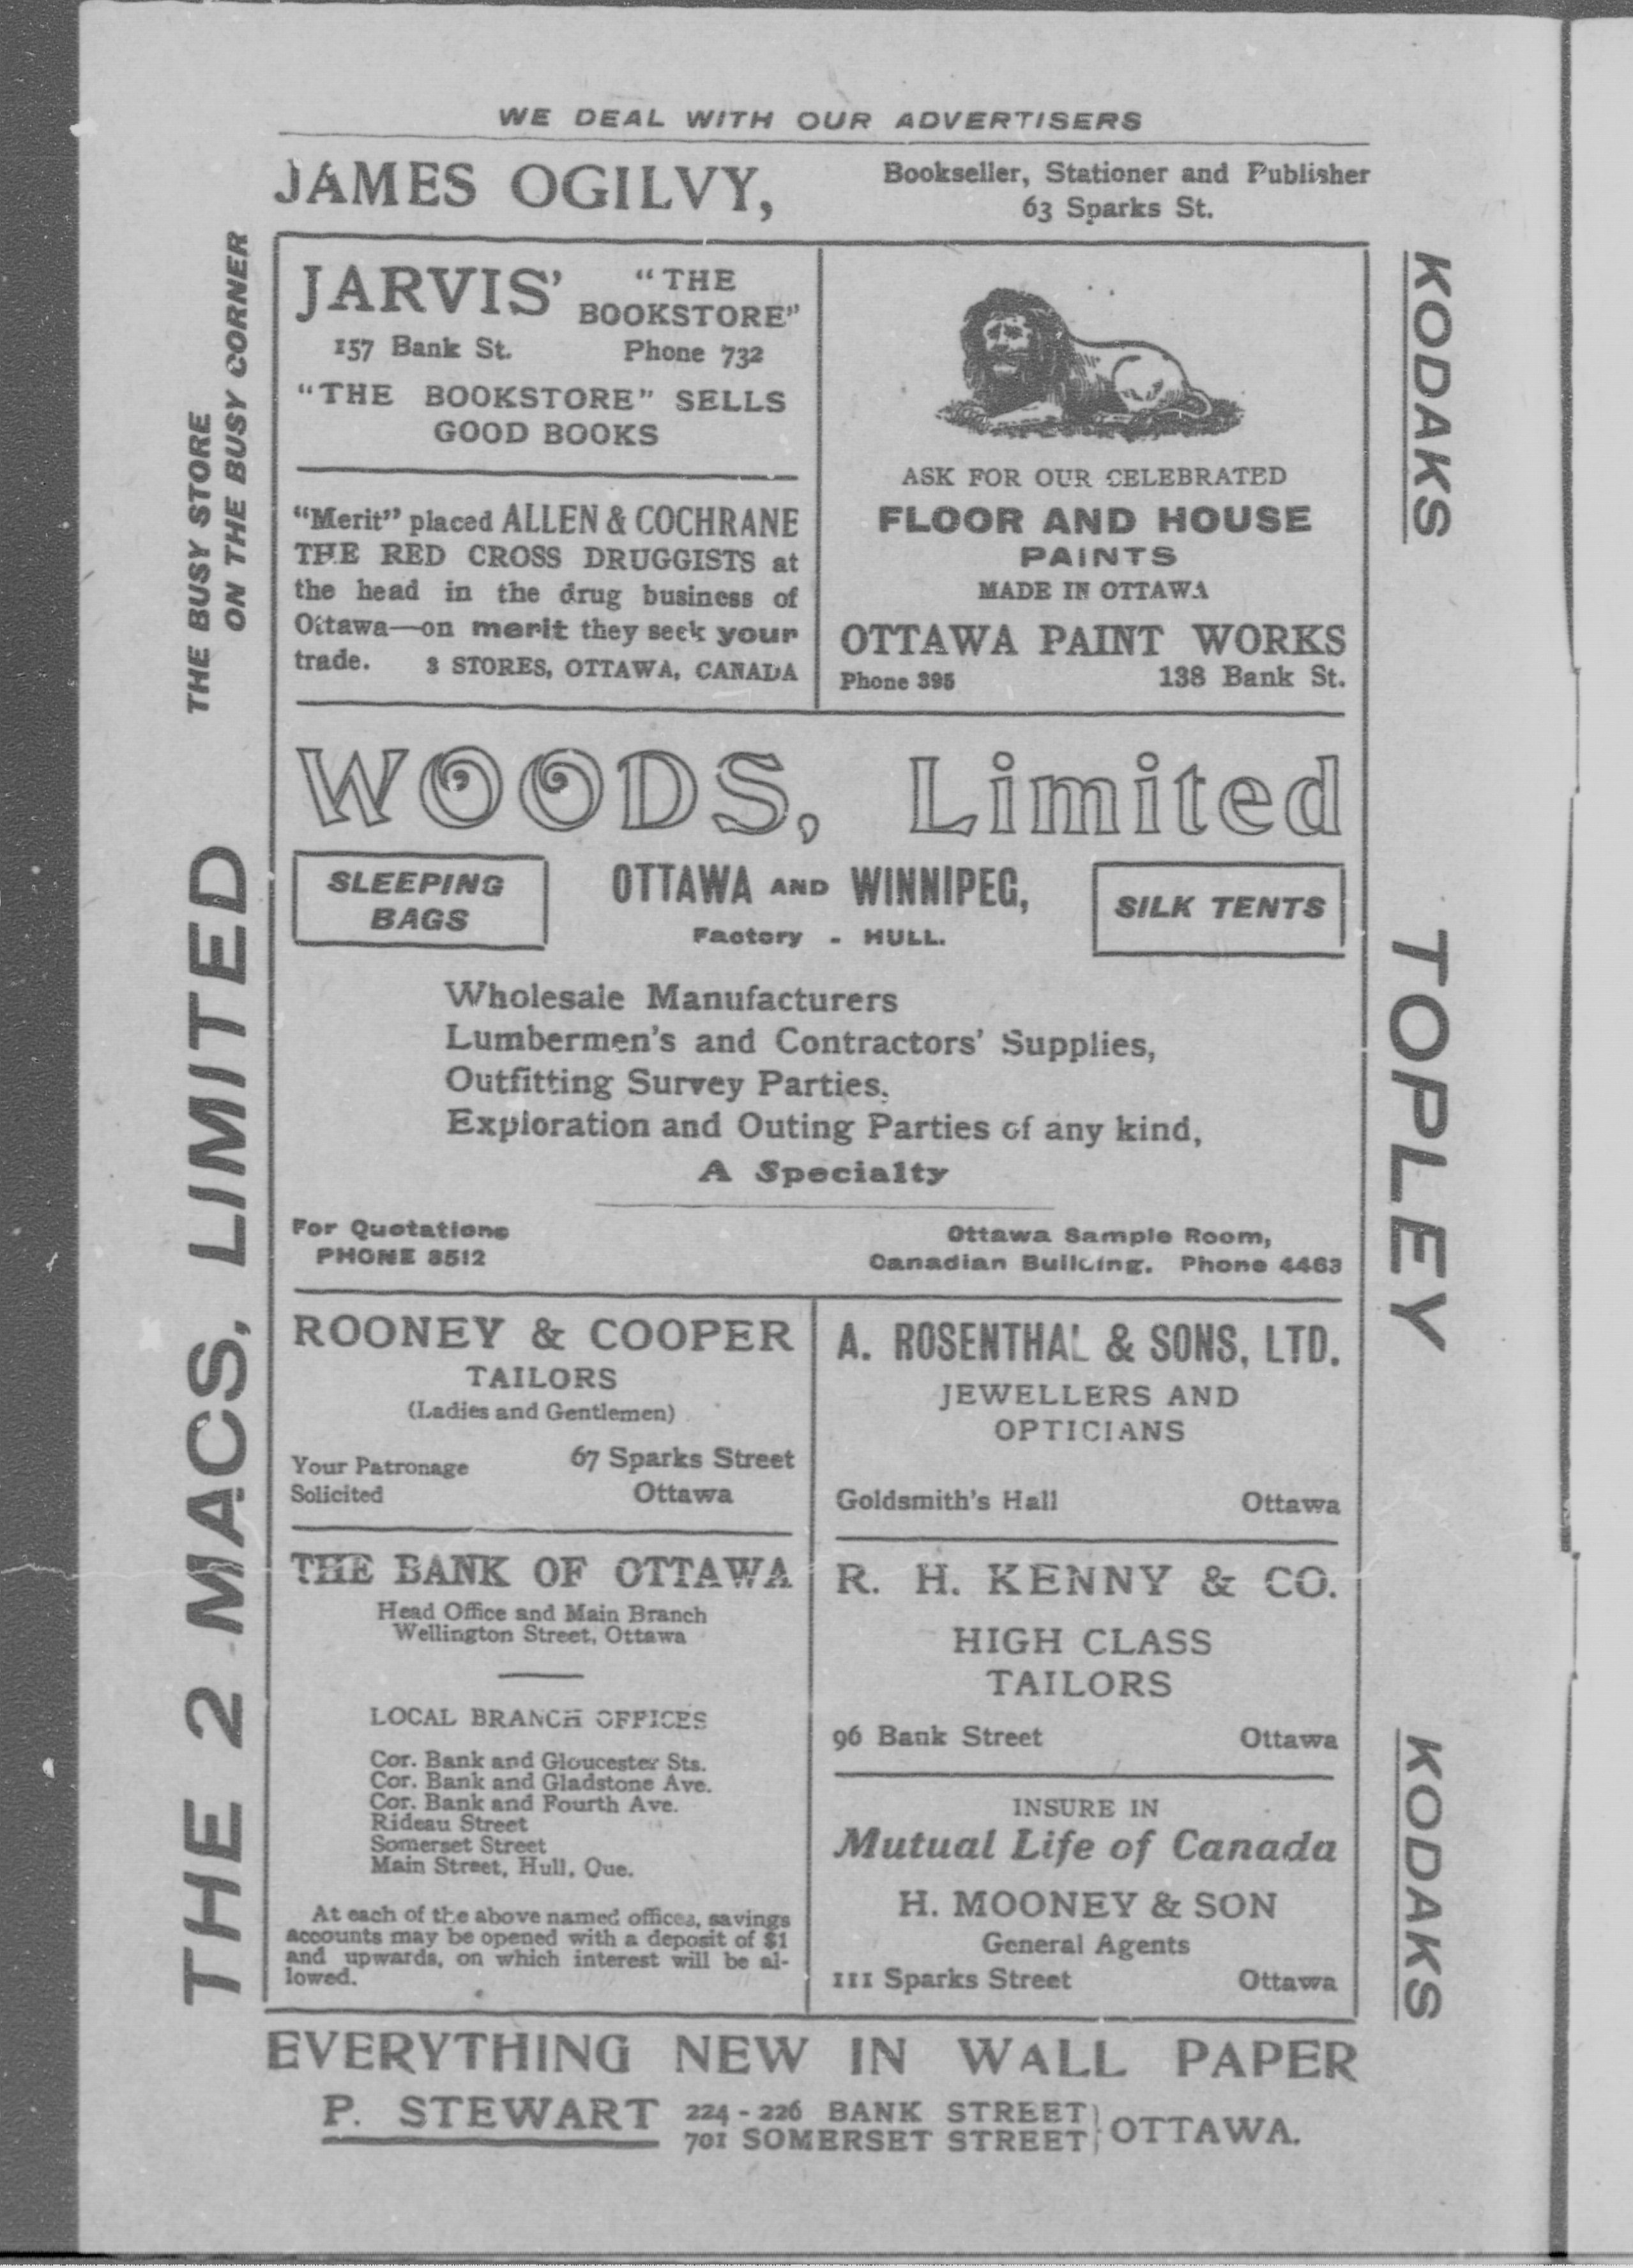 WE DEAL WITH OUR ADVERTISERS
JAMES OGILVY,
Bookseller, Stationer and Publisher
63 Sparks St.
THE BUSY STORE
ON THE BUSY CORNER
THE 2 MACS, LIMITED
JARVIS' "THE
BOOKSTORE"
157 Bank St. Phone 732
"THE BOOKSTORE" SELLS
GOOD BOOKS
"Merit" placed ALLEN & COCHRANE
THE RED CROSS DRUGGISTS at
the head in the drug business of
Ottawa—on merit they seek your
trade. 3 STORES, OTTAWA, CANADA
ASK FOR OUR CELEBRATED
FLOOR AND HOUSE
PAINTS
MADE IN OTTAWA
OTTAWA PAINT WORKS
Phone 395 138 Bank St.
WOODS, Limited
SLEEPING
BAGS
OTTAWA AND WINNIPEG,
Factory - HULL.
SILK TENTS
Wholesale Manufacturers
Lumbermen's and Contractors' Supplies,
Outfitting Survey Parties,
Exploration and Outing Parties of any kind,
A Specialty
For Quotations
PHONE 3512
Ottawa Sample Room,
Canadian Building. Phone 4463
ROONEY & COOPER
TAILORS
(Ladies and Gentlemen)
Your Patronage
Solicited
67 Sparks Street
Ottawa
A. ROSENTHAL & SONS, LTD.
JEWELLERS AND
OPTICIANS
Goldsmith's Hall Ottawa
THE BANK OF OTTAWA
Head Office and Main Branch
Wellington Street, Ottawa
LOCAL BRANCH OFFICES
Cor. Bank and Gloucester Sts.
Cor. Bank and Gladstone Ave.
Cor. Bank and Fourth Ave.
Rideau Street
Somerset Street
Main Street, Hull, Que.
At each of the above named offices, savings
accounts may be opened with a deposit of $1
and upwards, on which interest will be al-
lowed.
R. H. KENNY & CO.
HIGH CLASS
TAILORS
96 Bank Street Ottawa
INSURE IN
Mutual Life of Canada
H. MOONEY & SON
General Agents
111 Sparks Street Ottawa
KODAKS
TOPLEY
KODAKS
EVERYTHING NEW IN WALL PAPER
P. STEWART
224-226 BANK STREET
701 SOMERSET STREET
OTTAWA.